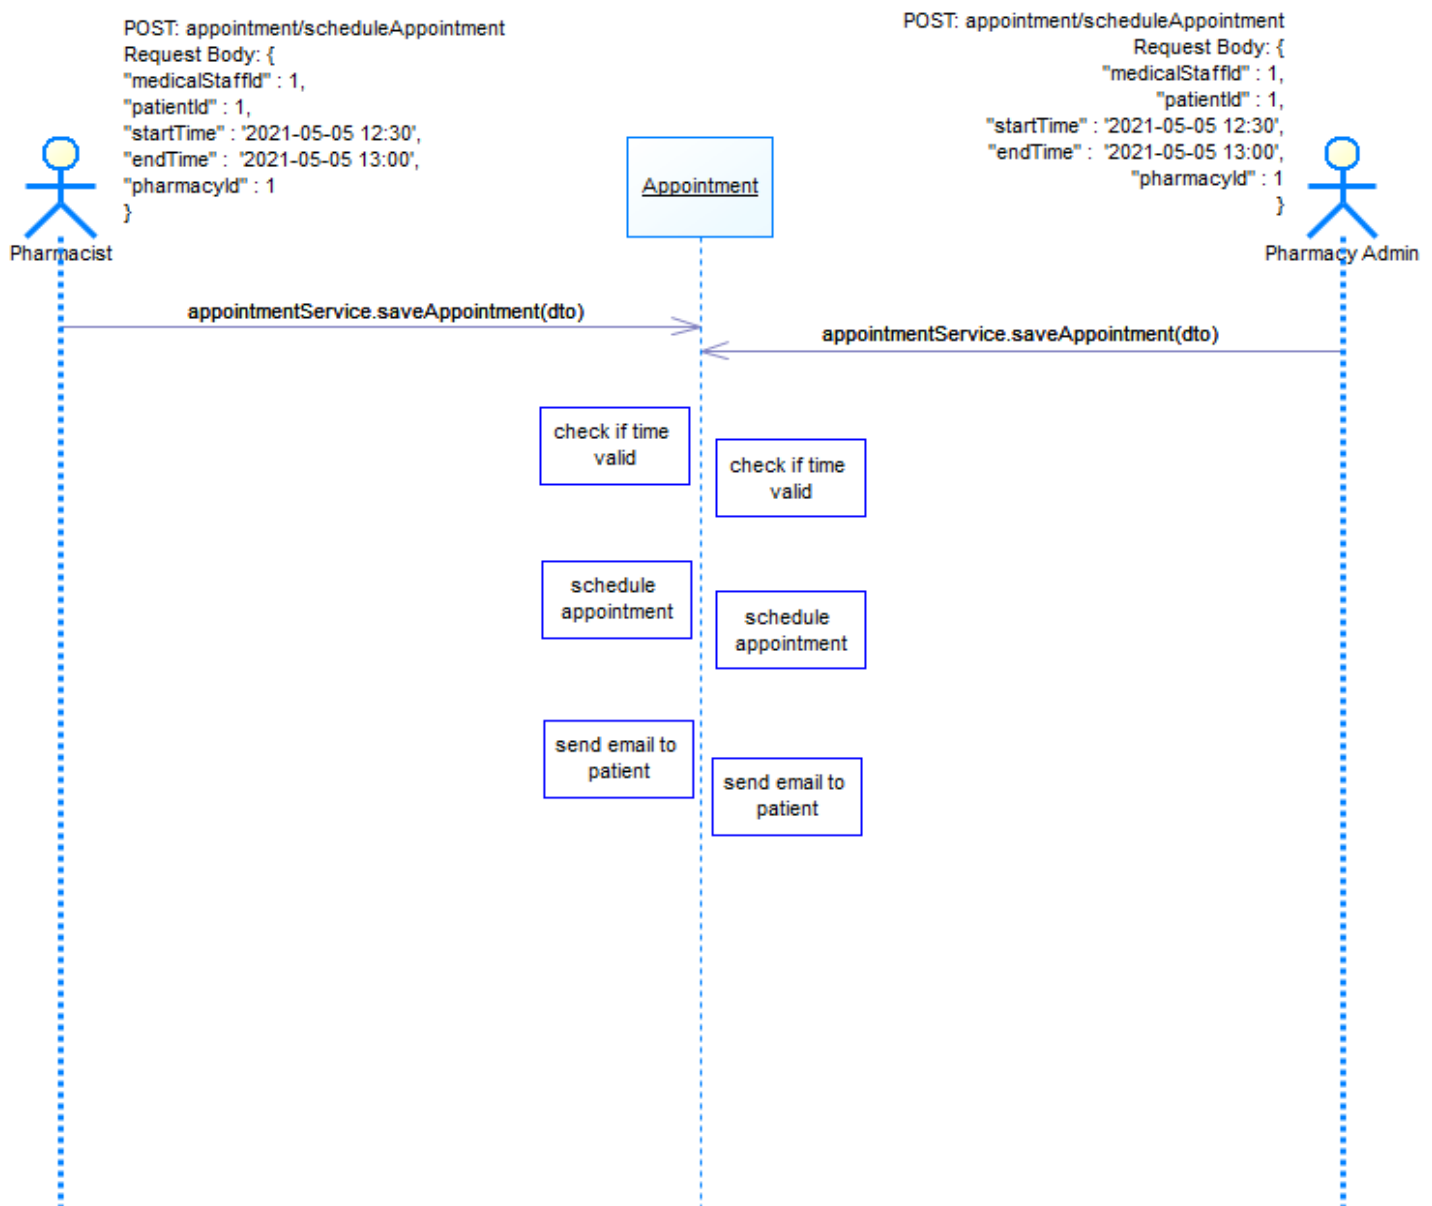 POST: appointment/scheduleAppointment
Request Body: {
"medicalStaffId" : 1,
"patientId" : 1,
"startTime" : '2021-05-05 12:30',
"endTime" :  '2021-05-05 13:00',
"pharmacyId" : 1
}
Pharmacist
Appointment
POST: appointment/scheduleAppointment
Request Body: {
"medicalStaffId" : 1,
"patientId" : 1,
"startTime" : '2021-05-05 12:30',
"endTime" :  '2021-05-05 13:00',
"pharmacyId" : 1
}
Pharmacy Admin
appointmentService.saveAppointment(dto)
appointmentService.saveAppointment(dto)
check if time
valid
check if time
valid
schedule
appointment
schedule
appointment
send email to
patient
send email to
patient